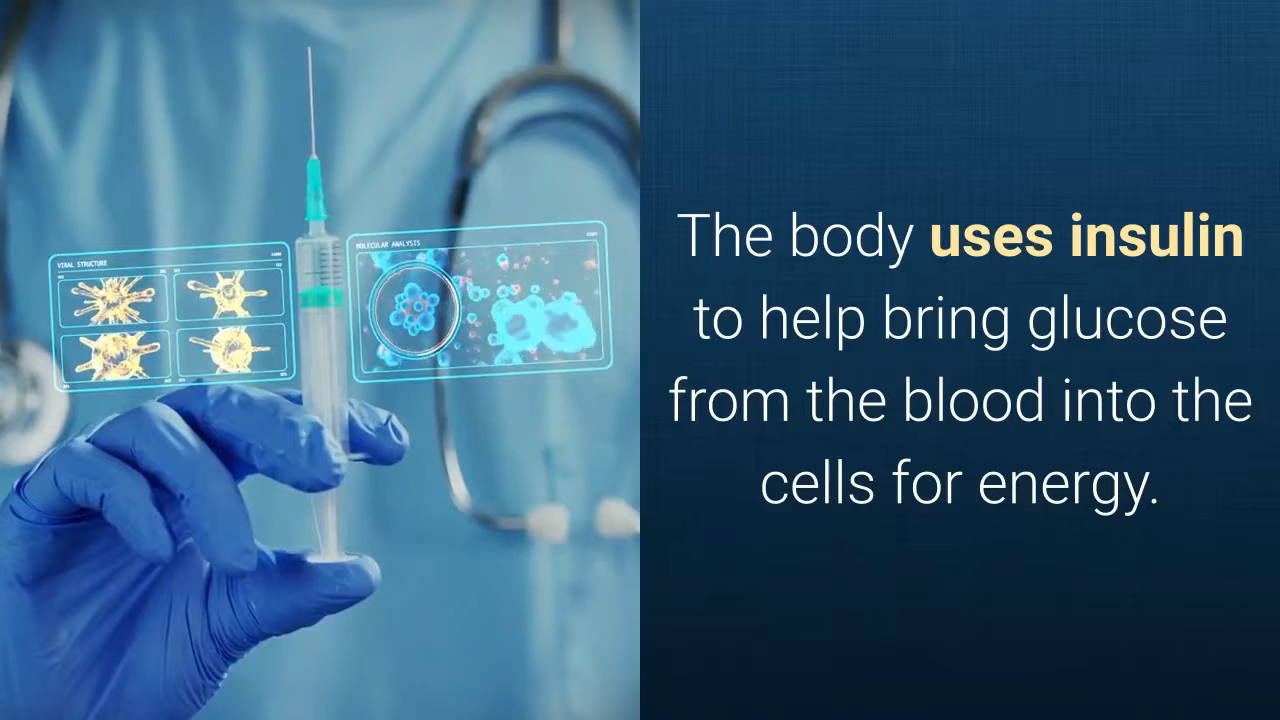 VIRAL STRUCTURE
MOLECULAR ANALYSIS
The body uses insulin
to help bring glucose
from the blood into the
cells for energy.